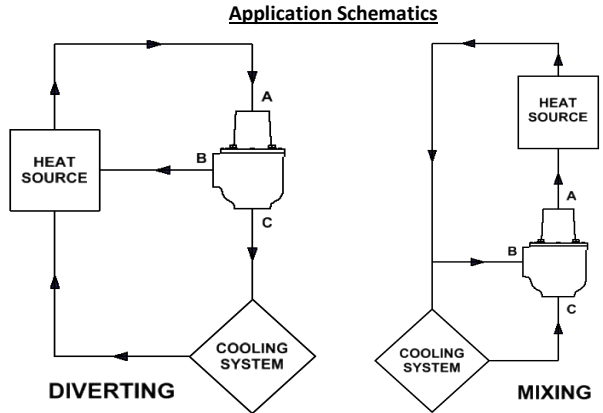 Application Schematics
A
HEAT
SOURCE
B
C
COOLING
SYSTEM
DIVERTING
HEAT
SOURCE
A
B
C
COOLING
SYSTEM
MIXING